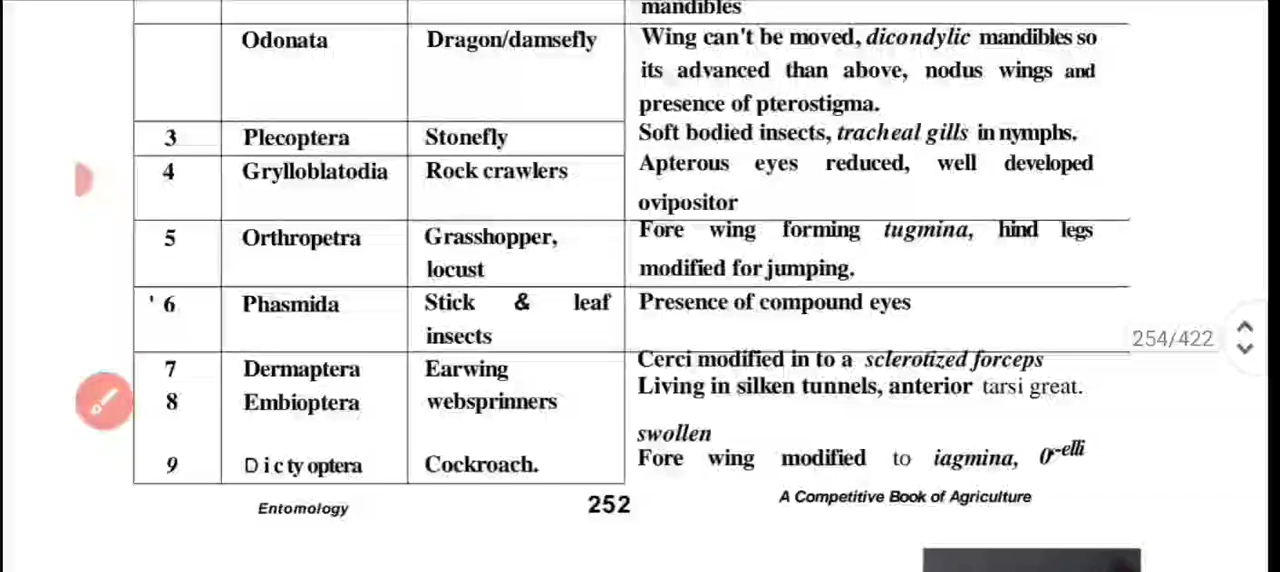 mandibles
Odonata Dragon/damsefly Wing can't be moved, dicondylic mandibles so
its advanced than above, nodus wings and
presence of pterostigma.
3 Plecoptera Stonefly Soft bodied insects, tracheal gills in nymphs.
4 Grylloblatodia Rock crawlers Apterous eyes reduced, well developed
ovipositor
5 Orthropetra Grasshopper, Fore wing forming tugmina, hind legs
locust modified for jumping.
' 6 Phasmida Stick & leaf Presence of compound eyes
insects
254/422
7 Dermaptera Earwing Cerci modified in to a sclerotized forceps
8 Embioptera websprinners Living in silken tunnels, anterior tarsi great.
swollen
9 Dictyoptera Cockroach. Fore wing modified to iagmina, 0r-elli
Entomology 252 A Competitive Book of Agriculture